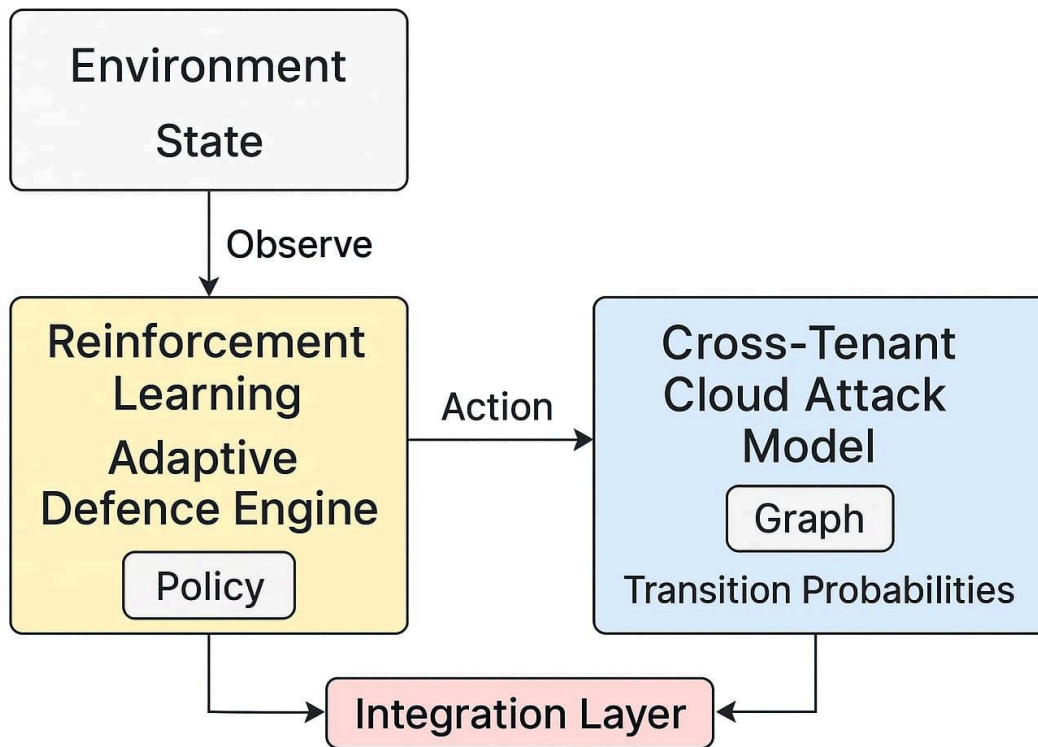 Environment
State
Observe
Reinforcement
Learning
Adaptive
Defence Engine
Policy
Action
Cross-Tenant
Cloud Attack
Model
Graph
Transition Probabilities
Integration Layer